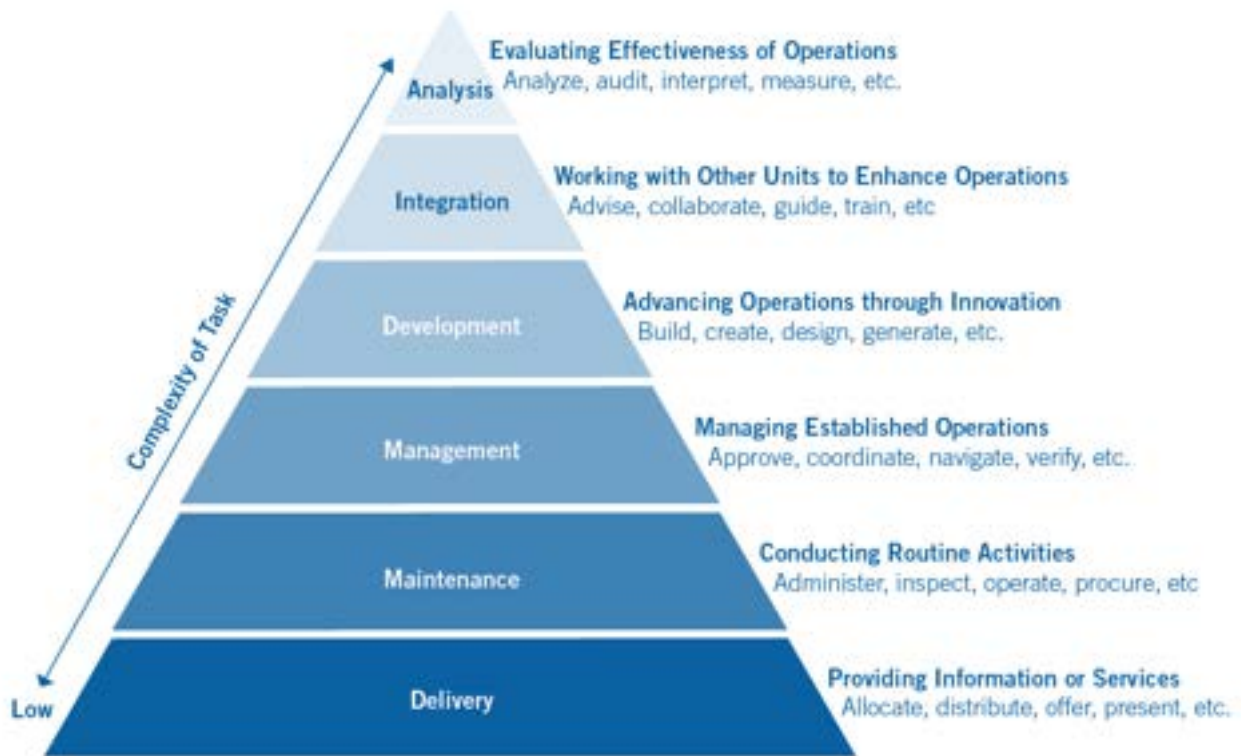 Evaluating Effectiveness of Operations
Analyze, audit, interpret, measure, etc.
Analysis
Working with Other Units to Enhance Operations
Advise, collaborate, guide, train, etc
Integration
Advancing Operations through Innovation
Build, create, design, generate, etc.
Development
Complexity of Task
Managing Established Operations
Approve, coordinate, navigate, verify, etc.
Management
Conducting Routine Activities
Administer, inspect, operate, procure, etc
Maintenance
Providing Information or Services
Allocate, distribute, offer, present, etc.
Delivery
Low